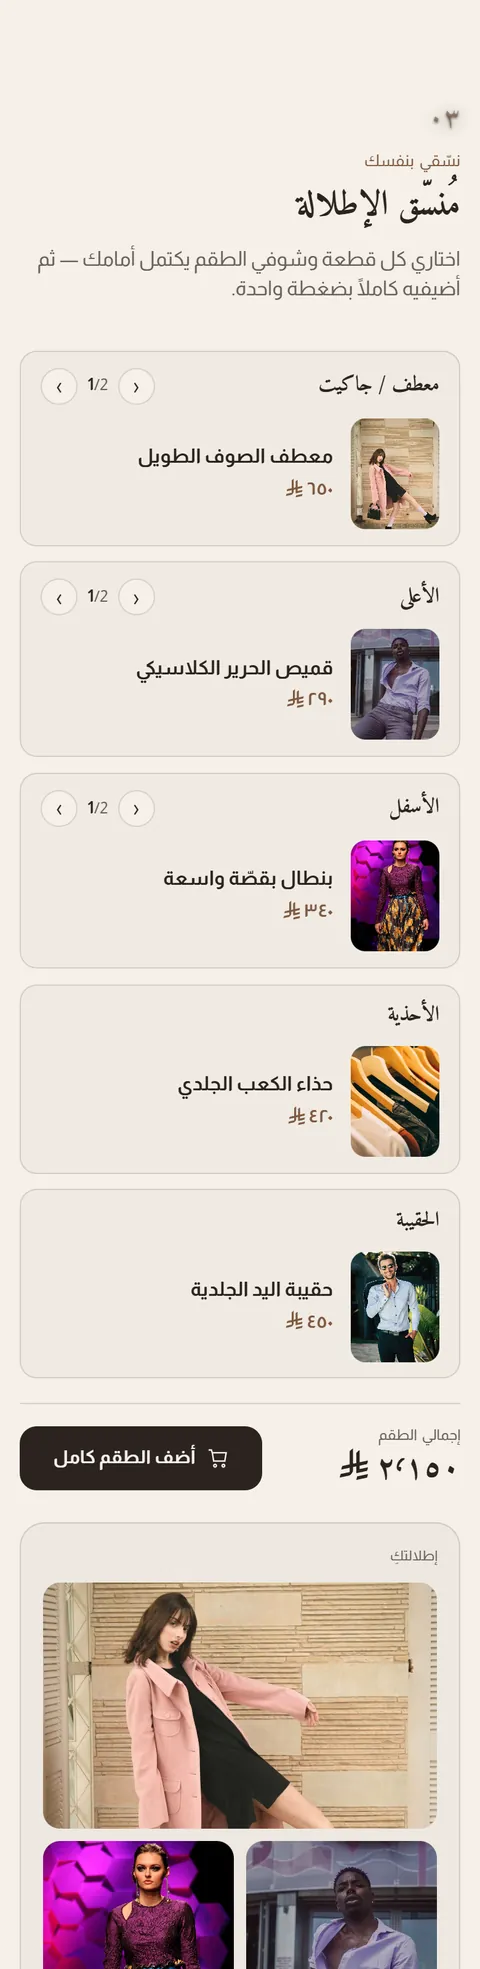 ٠٣
نسّقي بنفسك
مُنسّق الإطلالة
اختاري كل قطعة وشوفي الطقم يكتمل أمامك — ثم
أضيفيه كاملًا بضغطة واحدة.
معطف / جاكيت
‹ 1/2 ›
معطف الصوف الطويل
٦٥٠ ⃁
الأعلى
‹ 1/2 ›
قميص الحرير الكلاسيكي
٢٩٠ ⃁
الأسفل
‹ 1/2 ›
بنطال بقصّة واسعة
٣٤٠ ⃁
الأحذية
حذاء الكعب الجلدي
٤٢٠ ⃁
الحقيبة
حقيبة اليد الجلدية
٤٥٠ ⃁
إجمالي الطقم
٢٬١٥٠ ⃁
أضف الطقم كامل
إطلالتكِ